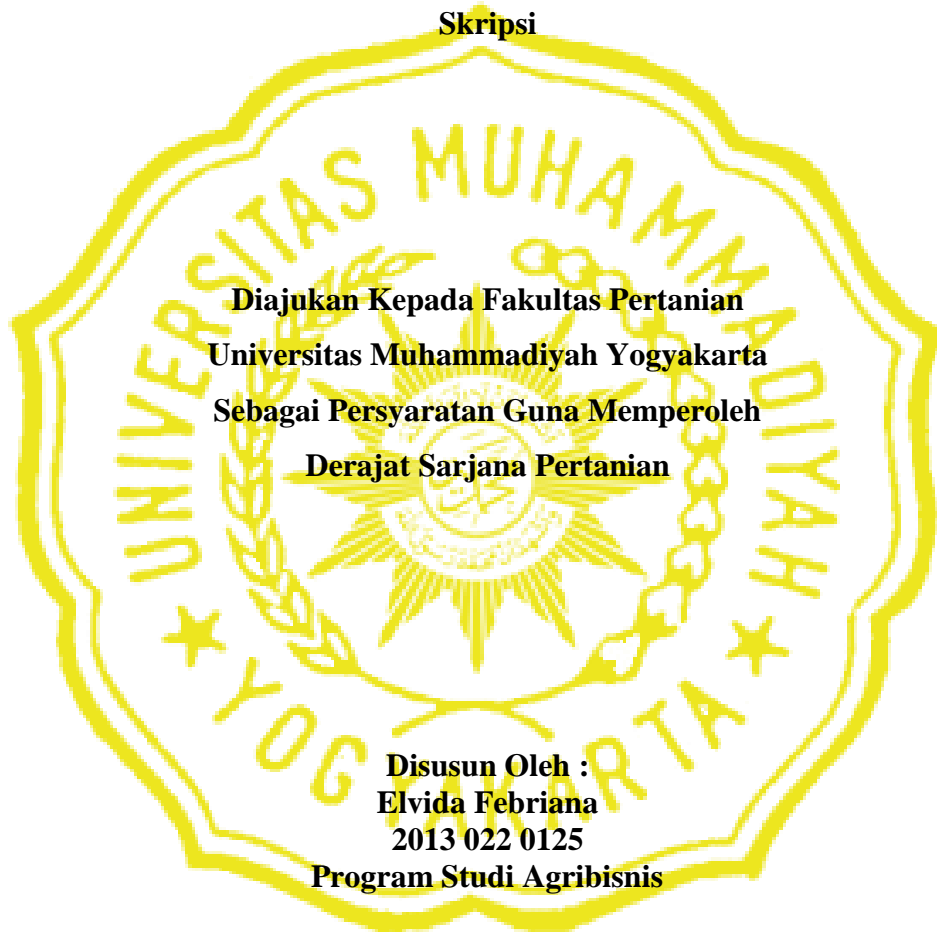 Skripsi
UNIVERSITAS MUHAMMADIYAH
Diajukan Kepada Fakultas Pertanian
Universitas Muhammadiyah Yogyakarta
Sebagai Persyaratan Guna Memperoleh
Derajat Sarjana Pertanian
YOGYAKARTA
Disusun Oleh :
Elvida Febriana
2013 022 0125
Program Studi Agribisnis